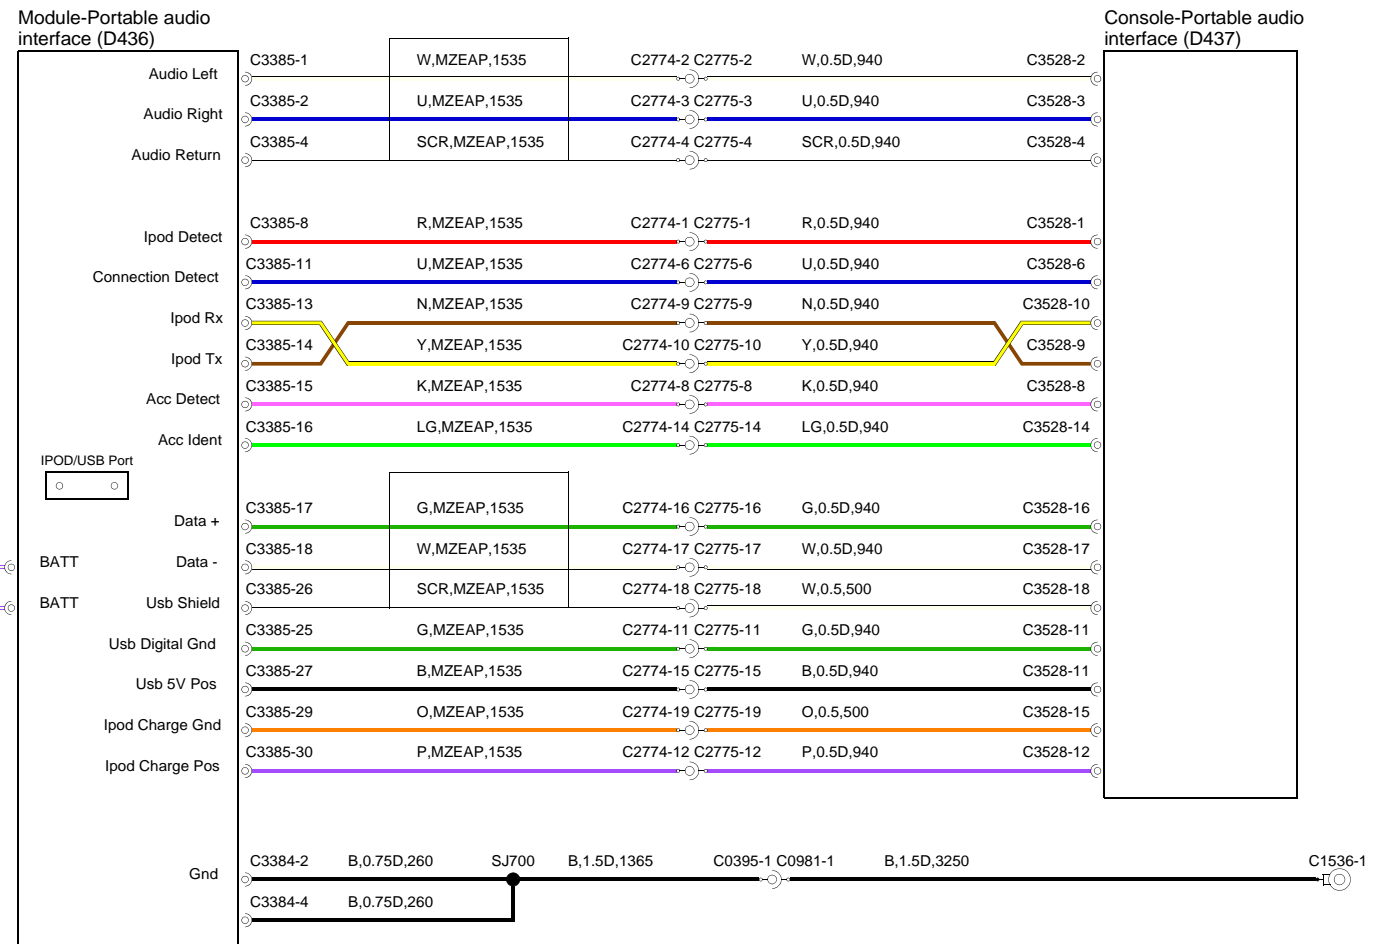 Module-Portable audio
interface (D436)
Console-Portable audio
interface (D437)
Audio Left C3385-1 W,MZEAP,1535 C2774-2 C2775-2 W,0.5D,940 C3528-2
Audio Right C3385-2 U,MZEAP,1535 C2774-3 C2775-3 U,0.5D,940 C3528-3
Audio Return C3385-4 SCR,MZEAP,1535 C2774-4 C2775-4 SCR,0.5D,940 C3528-4
Ipod Detect C3385-8 R,MZEAP,1535 C2774-1 C2775-1 R,0.5D,940 C3528-1
Connection Detect C3385-11 U,MZEAP,1535 C2774-6 C2775-6 U,0.5D,940 C3528-6
Ipod Rx C3385-13 N,MZEAP,1535 C2774-9 C2775-9 N,0.5D,940 C3528-10
Ipod Tx C3385-14 Y,MZEAP,1535 C2774-10 C2775-10 Y,0.5D,940 C3528-9
Acc Detect C3385-15 K,MZEAP,1535 C2774-8 C2775-8 K,0.5D,940 C3528-8
Acc Ident C3385-16 LG,MZEAP,1535 C2774-14 C2775-14 LG,0.5D,940 C3528-14
IPOD/USB Port
Data + C3385-17 G,MZEAP,1535 C2774-16 C2775-16 G,0.5D,940 C3528-16
BATT Data - C3385-18 W,MZEAP,1535 C2774-17 C2775-17 W,0.5D,940 C3528-17
BATT Usb Shield C3385-26 SCR,MZEAP,1535 C2774-18 C2775-18 W,0.5,500 C3528-18
Usb Digital Gnd C3385-25 G,MZEAP,1535 C2774-11 C2775-11 G,0.5D,940 C3528-11
Usb 5V Pos C3385-27 B,MZEAP,1535 C2774-15 C2775-15 B,0.5D,940 C3528-11
Ipod Charge Gnd C3385-29 O,MZEAP,1535 C2774-19 C2775-19 O,0.5,500 C3528-15
Ipod Charge Pos C3385-30 P,MZEAP,1535 C2774-12 C2775-12 P,0.5D,940 C3528-12
Gnd C3384-2 B,0.75D,260 SJ700 B,1.5D,1365 C0395-1 C0981-1 B,1.5D,3250 C1536-1
C3384-4 B,0.75D,260